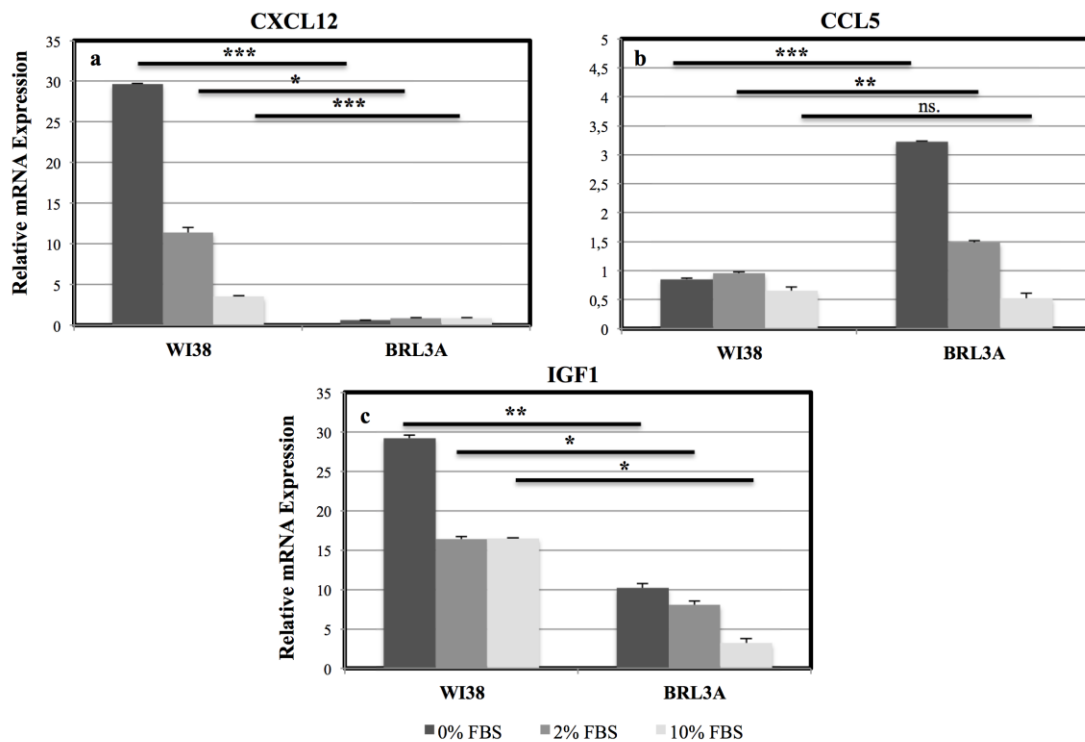 CXCL12
a
Relative mRNA Expression
35
30
25
20
15
10
5
0
***
*
***
WI38
BRL3A
CCL5
b
5
4,5
4
3,5
3
2,5
2
1,5
1
0,5
0
***
**
ns.
WI38
BRL3A
IGF1
c
Relative mRNA Expression
35
30
25
20
15
10
5
0
**
*
*
WI38
BRL3A
0% FBS 2% FBS 10% FBS